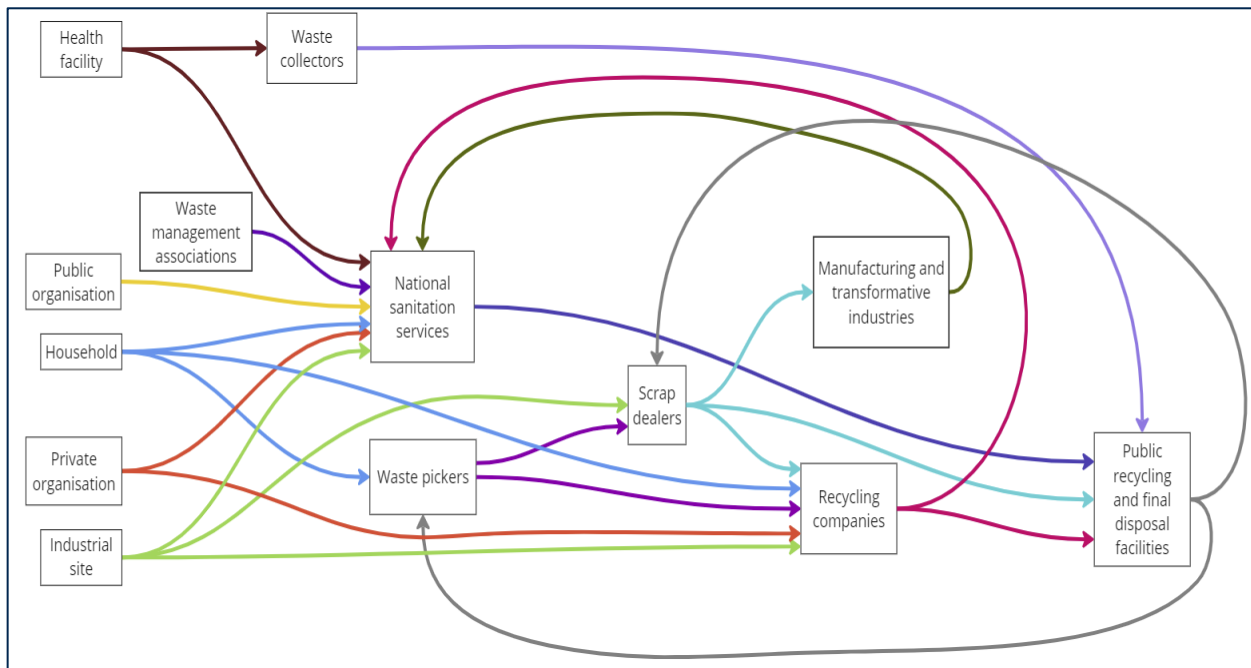 Health
facility
Waste
collectors
Waste
management
associations
Public
organisation
National
sanitation
services
Manufacturing and
transformative
industries
Household
Scrap
dealers
Private
organisation
Waste pickers
Recycling
companies
Public
recycling
and final
disposal
facilities
Industrial
site